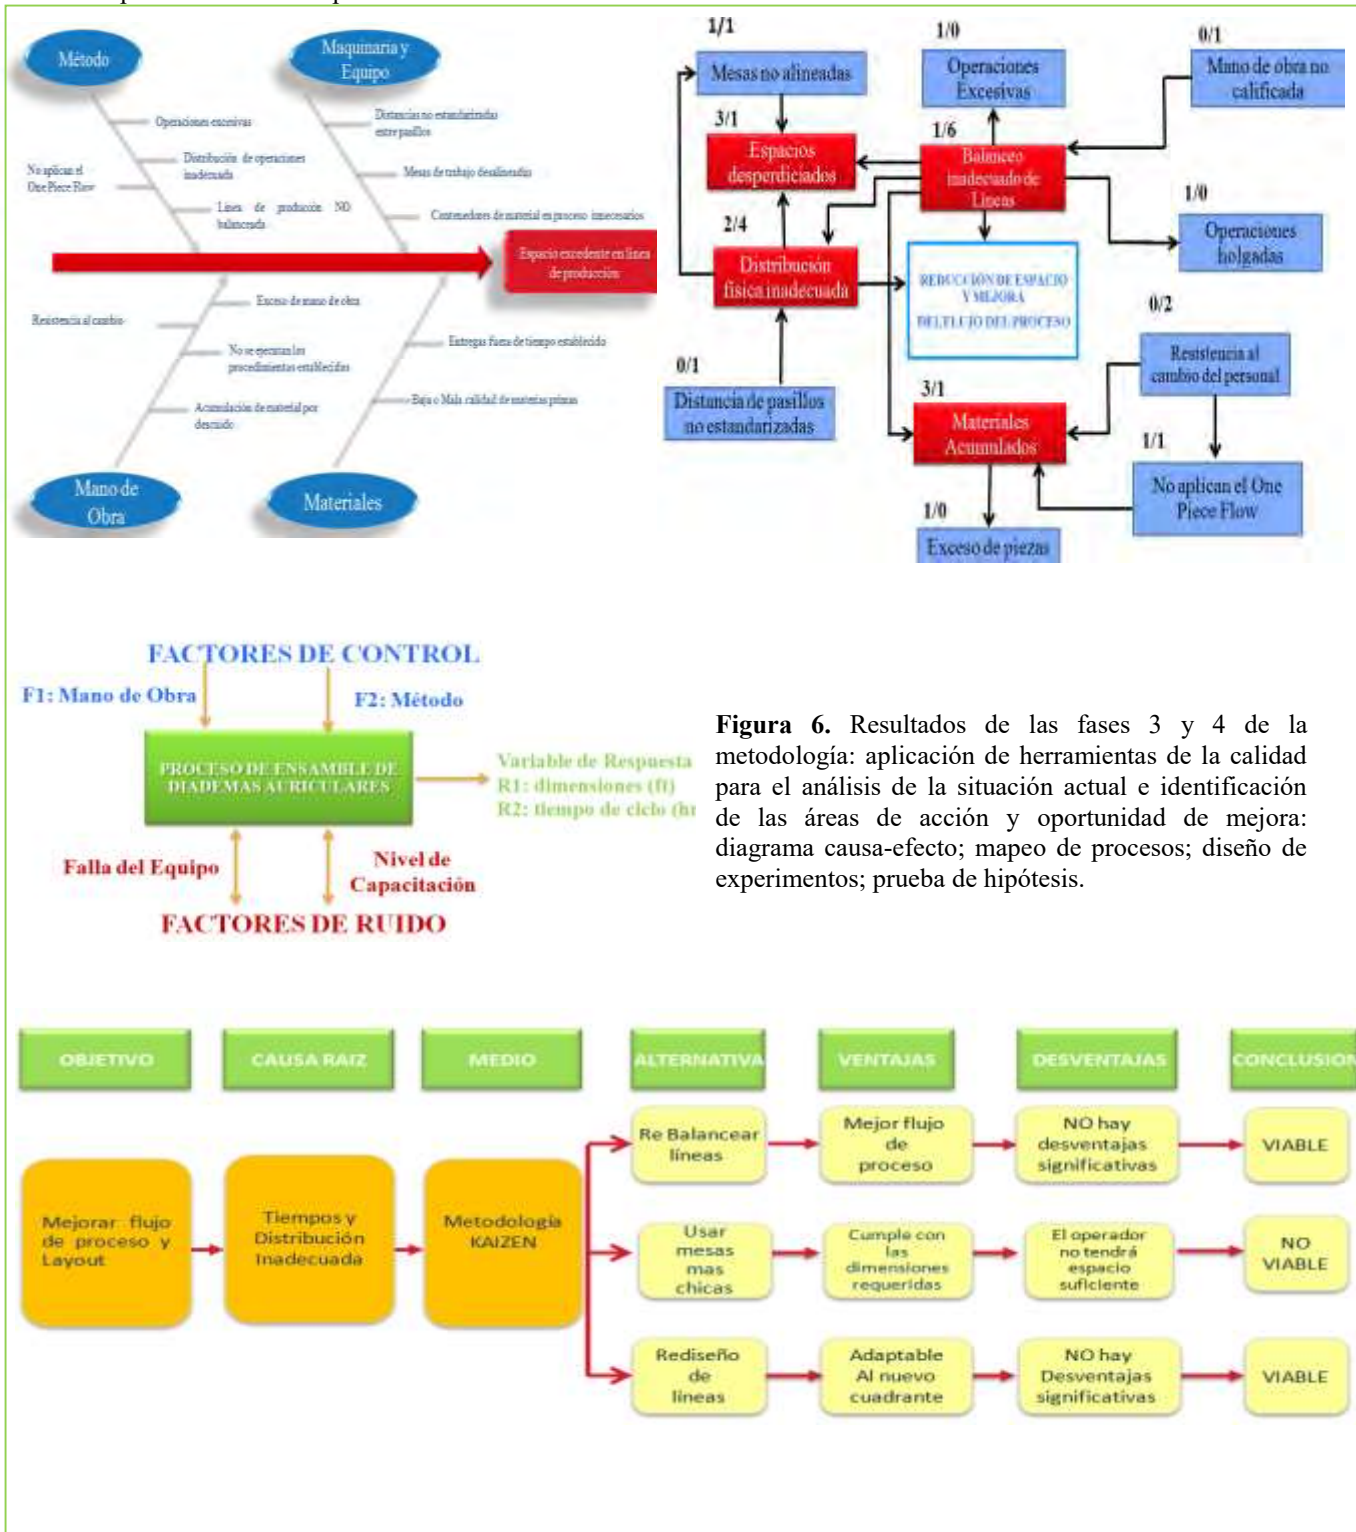 Método
Maquinaria y
Equipo
Operaciones excesivas
Distribución de operaciones
inadecuada
No aplican el
One Piece Flow
Línea de producción NO
balanceada
Distancias no estandarizadas
entre pasillos
Mesas de trabajo desalineadas
Contenedores de material en proceso innecesarios
Espacio excedente en línea
de producción
Exceso de mano de obra
Resistencia al cambio
No se ejecutan los
procedimientos establecidos
Acumulación de material por
descuido
Entregas fuera de tiempo establecido
Baja o Mala calidad de materias primas
Mano de
Obra
Materiales
1/1
Mesas no alineadas
1/0
Operaciones
Excesivas
0/1
Mano de obra no
calificada
3/1
Espacios
desperdiciados
1/6
Balanceo
inadecuado de
Líneas
1/0
Operaciones
holgadas
2/4
Distribución
física inadecuada
REDUCCIÓN DE ESPACIO
Y MEJORA
DEL FLUJO DEL PROCESO
0/2
Resistencia al
cambio del personal
0/1
Distancia de pasillos
no estandarizadas
3/1
Materiales
Acumulados
1/1
No aplican el One
Piece Flow
1/0
Exceso de piezas
FACTORES DE CONTROL
F1: Mano de Obra
F2: Método
PROCESO DE ENSAMBLE DE
DIADEMAS AURICULARES
Variable de Respuesta
R1: dimensiones (ft)
R2: tiempo de ciclo (hr
Falla del Equipo
Nivel de
Capacitación
FACTORES DE RUIDO
Figura 6. Resultados de las fases 3 y 4 de la
metodología: aplicación de herramientas de la calidad
para el análisis de la situación actual e identificación
de las áreas de acción y oportunidad de mejora:
diagrama causa-efecto; mapeo de procesos; diseño de
experimentos; prueba de hipótesis.
OBJETIVO
CAUSA RAIZ
MEDIO
ALTERNATIVA
VENTAJAS
DESVENTAJAS
CONCLUSION
Mejorar flujo
de proceso y
Layout
Tiempos y
Distribución
Inadecuada
Metodología
KAIZEN
Re Balancear
líneas
Mejor flujo
de
proceso
NO hay
desventajas
significativas
VIABLE
Usar
mesas
mas
chicas
Cumple con
las
dimensiones
requeridas
El operador
no tendrá
espacio
suficiente
NO
VIABLE
Rediseño
de
líneas
Adaptable
Al nuevo
cuadrante
NO hay
Desventajas
significativas
VIABLE